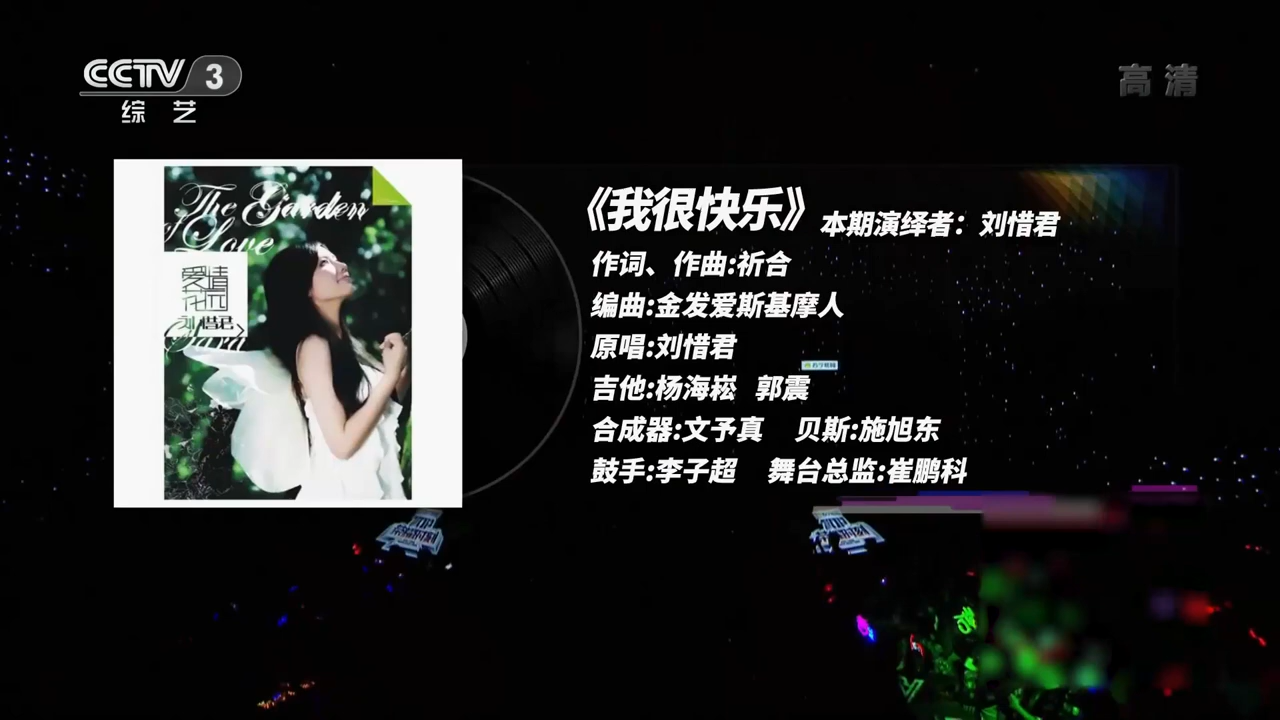 CCTV 3
综艺
高清
The Garden
of Love
爱情
花园
刘惜君
《我很快乐》 本期演绎者：刘惜君
作词、作曲:祈合
编曲:金发爱斯基摩人
原唱:刘惜君
吉他:杨海崧 郭震
合成器:文予真 贝斯:施旭东
鼓手:李子超 舞台总监:崔鹏科